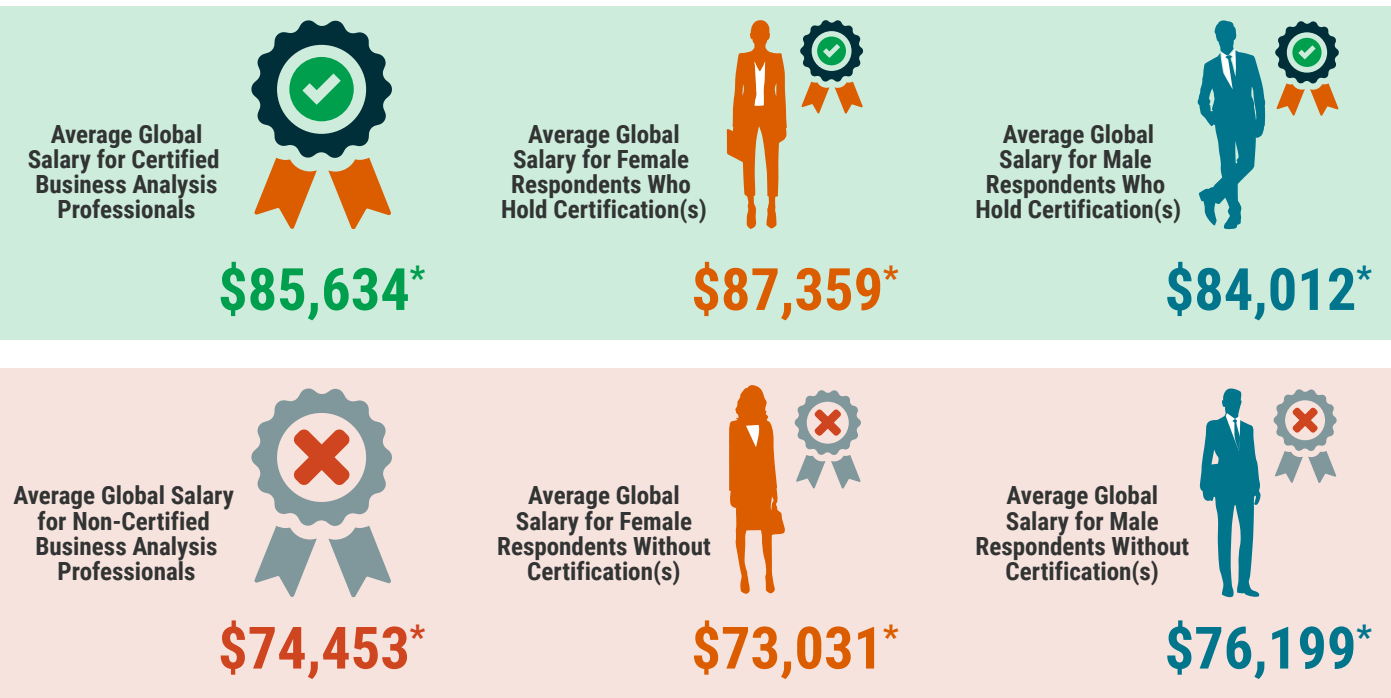 Average Global
Salary for Certified
Business Analysis
Professionals
$85,634*
Average Global
Salary for Female
Respondents Who
Hold Certification(s)
$87,359*
Average Global
Salary for Male
Respondents Who
Hold Certification(s)
$84,012*
Average Global Salary
for Non-Certified
Business Analysis
Professionals
$74,453*
Average Global
Salary for Female
Respondents Without
Certification(s)
$73,031*
Average Global
Salary for Male
Respondents Without
Certification(s)
$76,199*